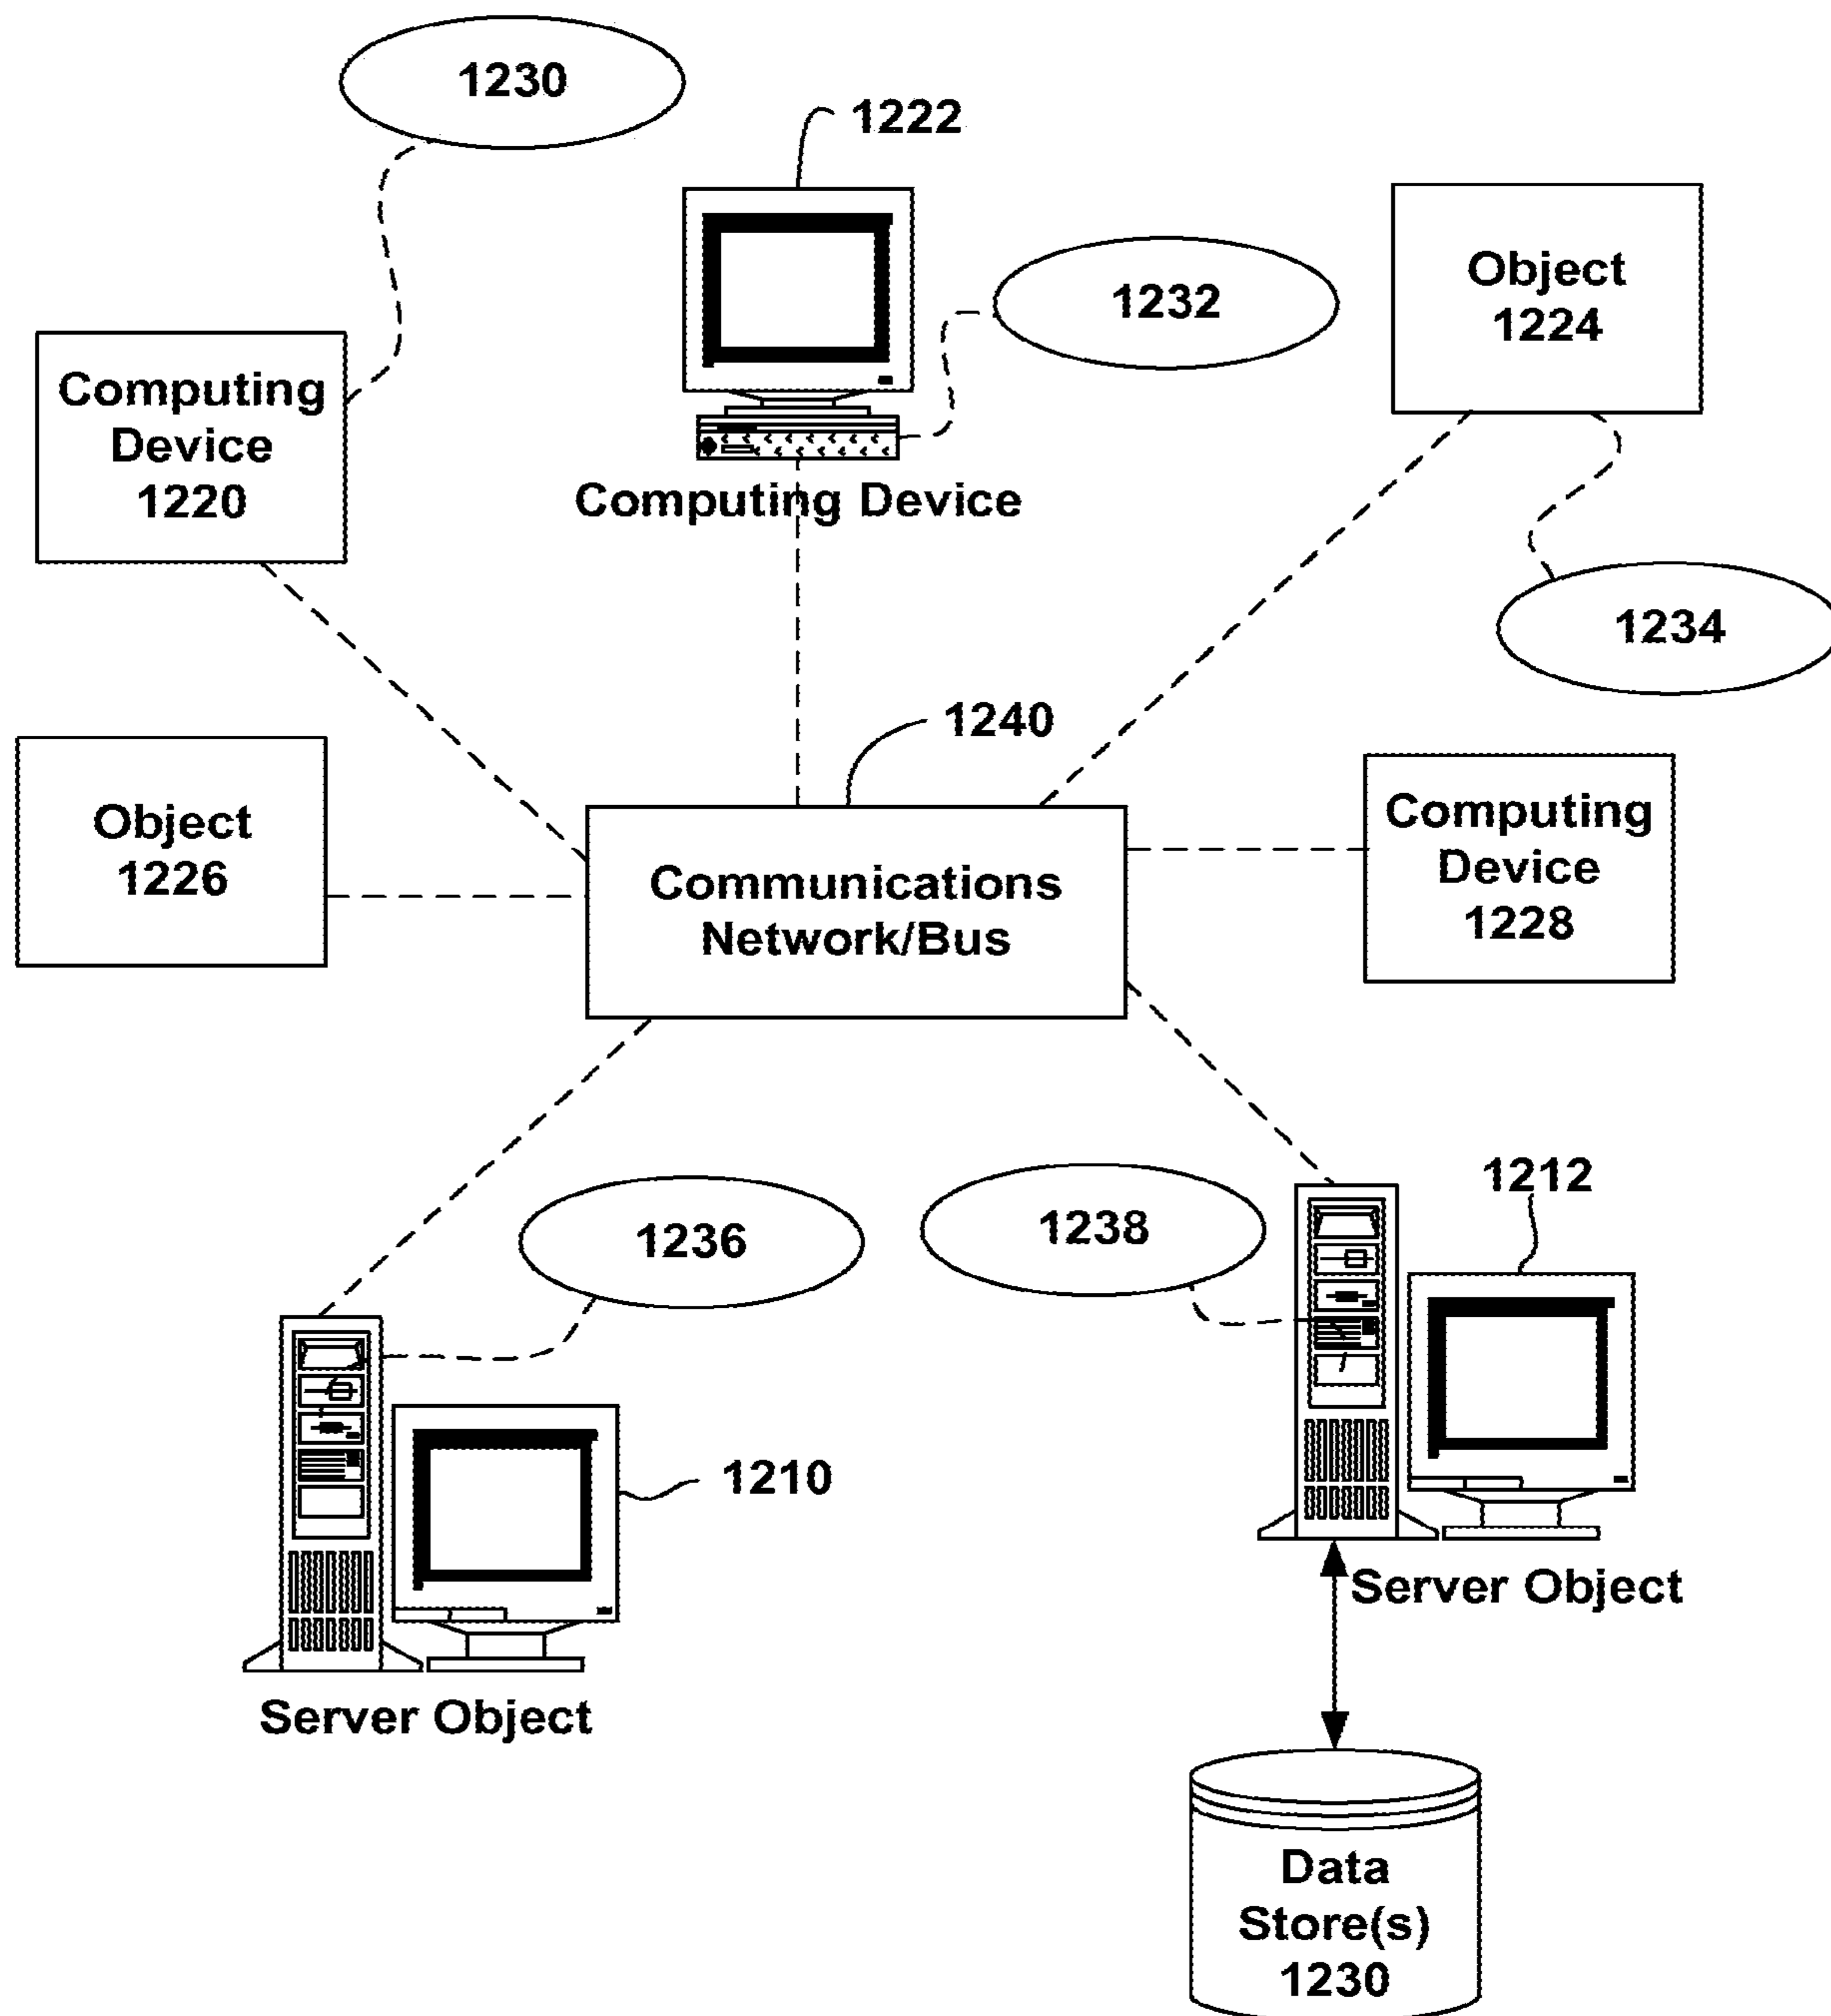 1230
1222
Object
1224
1232
Computing
Device
1220
Computing Device
1234
1240
Object
1226
Computing
Device
1228
Communications
Network/Bus
1212
1238
1236
1210
Server Object
Server Object
Data
Store(s)
1230